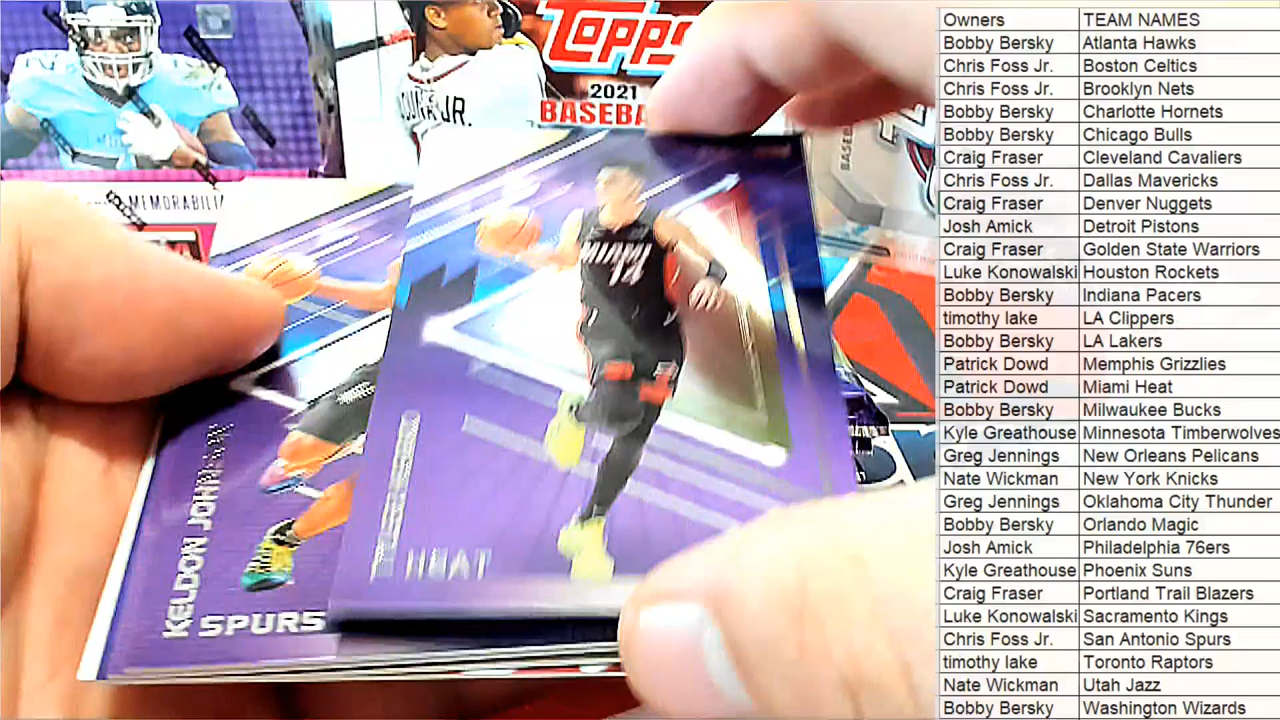 TOPPS
2021
BASEBA
UNA JR.
MEMORABILI
MIAMI
14
HEAT
KELDON JOHNSON
SPURS
Owners TEAM NAMES
Bobby Bersky Atlanta Hawks
Chris Foss Jr. Boston Celtics
Chris Foss Jr. Brooklyn Nets
Bobby Bersky Charlotte Hornets
Bobby Bersky Chicago Bulls
Craig Fraser Cleveland Cavaliers
Chris Foss Jr. Dallas Mavericks
Craig Fraser Denver Nuggets
Josh Amick Detroit Pistons
Craig Fraser Golden State Warriors
Luke Konowalski Houston Rockets
Bobby Bersky Indiana Pacers
timothy lake LA Clippers
Bobby Bersky LA Lakers
Patrick Dowd Memphis Grizzlies
Patrick Dowd Miami Heat
Bobby Bersky Milwaukee Bucks
Kyle Greathouse Minnesota Timberwolves
Greg Jennings New Orleans Pelicans
Nate Wickman New York Knicks
Greg Jennings Oklahoma City Thunder
Bobby Bersky Orlando Magic
Josh Amick Philadelphia 76ers
Kyle Greathouse Phoenix Suns
Craig Fraser Portland Trail Blazers
Luke Konowalski Sacramento Kings
Chris Foss Jr. San Antonio Spurs
timothy lake Toronto Raptors
Nate Wickman Utah Jazz
Bobby Bersky Washington Wizards